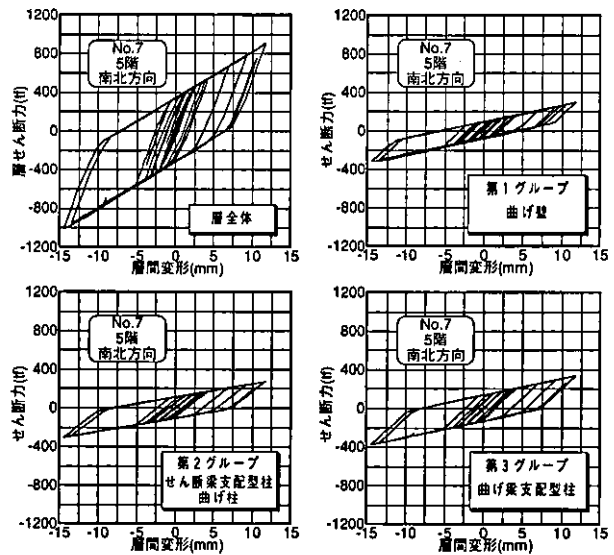 1200
800
400
0
-400
-800
-1200
層せん断力(tf)
No.7
5階
南北方向
層全体
-15 -10 -5 0 5 10 15
層間変形(mm)
1200
800
400
0
-400
-800
-1200
せん断力(tf)
No.7
5階
南北方向
第1グループ
曲げ壁
-15 -10 -5 0 5 10 15
層間変形(mm)
1200
800
400
0
-400
-800
-1200
せん断力(tf)
No.7
5階
南北方向
第2グループ
せん断梁支配型柱
曲げ柱
-15 -10 -5 0 5 10 15
層間変形(mm)
1200
800
400
0
-400
-800
-1200
せん断力(tf)
No.7
5階
南北方向
第3グループ
曲げ梁支配型柱
-15 -10 -5 0 5 10 15
層間変形(mm)